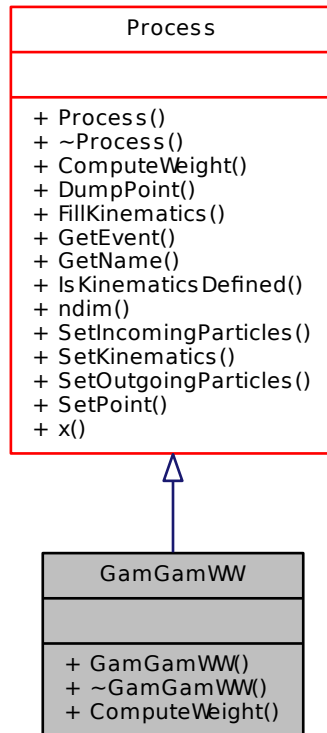 Process
+ Process()
+ ~Process()
+ ComputeWeight()
+ DumpPoint()
+ FillKinematics()
+ GetEvent()
+ GetName()
+ IsKinematicsDefined()
+ ndim()
+ SetIncomingParticles()
+ SetKinematics()
+ SetOutgoingParticles()
+ SetPoint()
+ x()
GamGamWW
+ GamGamWW()
+ ~GamGamWW()
+ ComputeWeight()